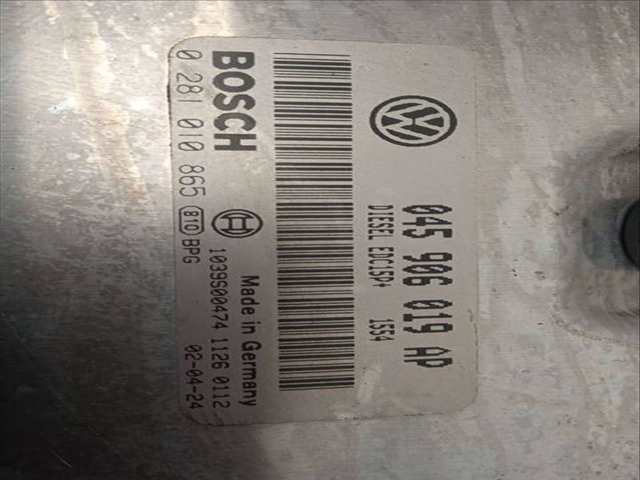 045 906 019 AP
DIESEL EDC15P+ 1554
BOSCH
0 281 010 865 810 BPG
Made in Germany
1039S00474 1126 0112
02-04-24